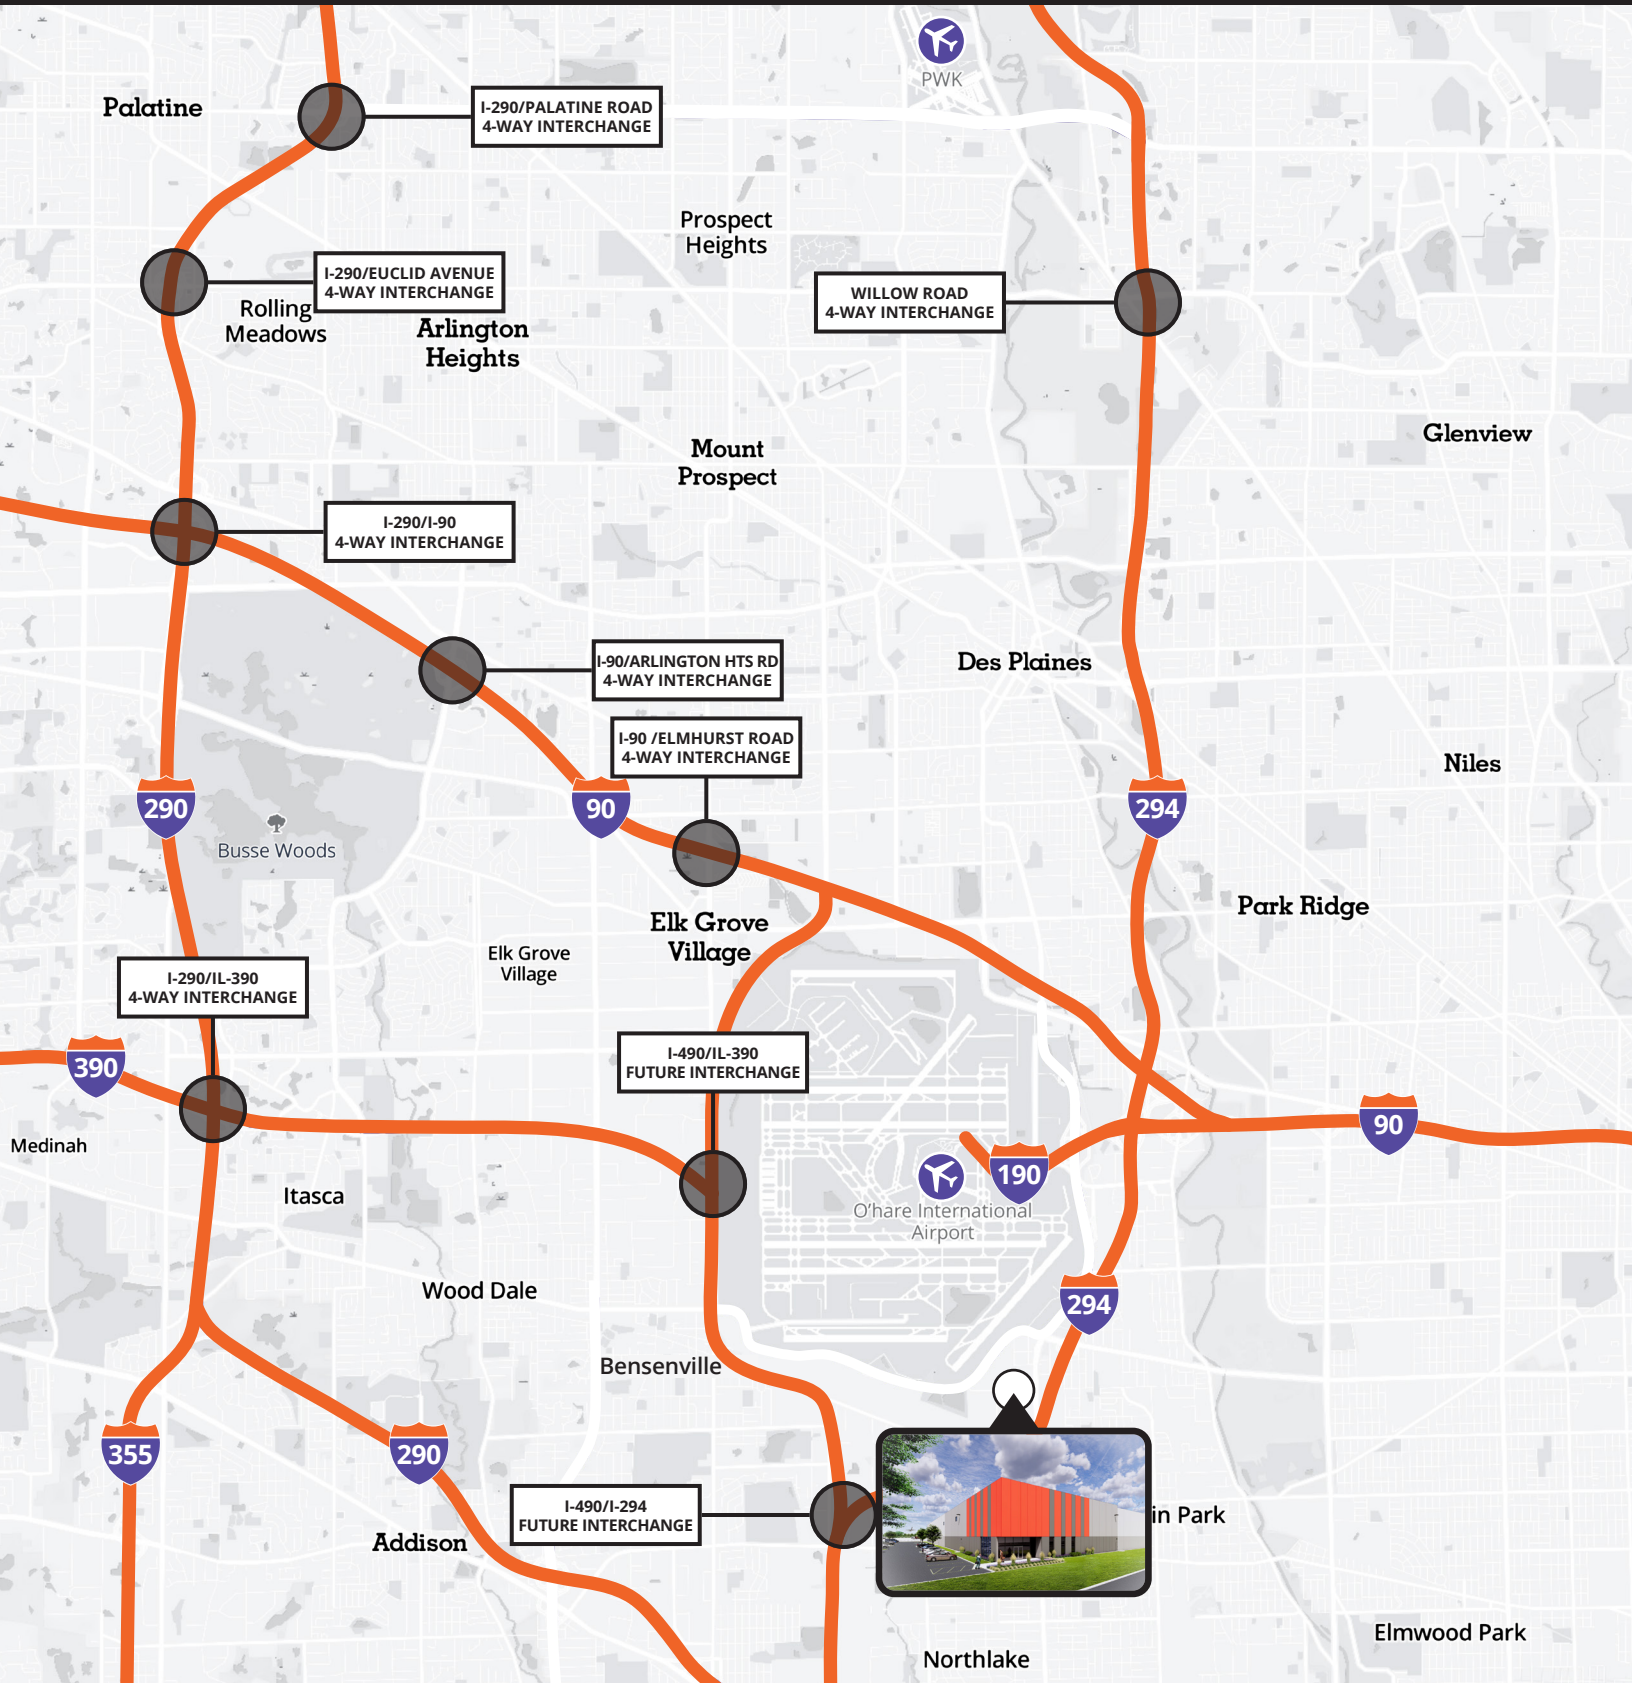 PWK
Palatine
I-290/PALATINE ROAD
4-WAY INTERCHANGE
Prospect
Heights
I-290/EUCLID AVENUE
4-WAY INTERCHANGE
Rolling
Meadows
Arlington
Heights
WILLOW ROAD
4-WAY INTERCHANGE
Glenview
Mount
Prospect
I-290/I-90
4-WAY INTERCHANGE
Des Plaines
I-90/ARLINGTON HTS RD
4-WAY INTERCHANGE
I-90 /ELMHURST ROAD
4-WAY INTERCHANGE
Niles
290
90
294
Busse Woods
Park Ridge
Elk Grove
Village
Elk Grove
Village
I-290/IL-390
4-WAY INTERCHANGE
390
I-490/IL-390
FUTURE INTERCHANGE
90
Medinah
190
Itasca
O'hare International
Airport
Wood Dale
294
Bensenville
355
290
I-490/I-294
FUTURE INTERCHANGE
in Park
Addison
Elmwood Park
Northlake